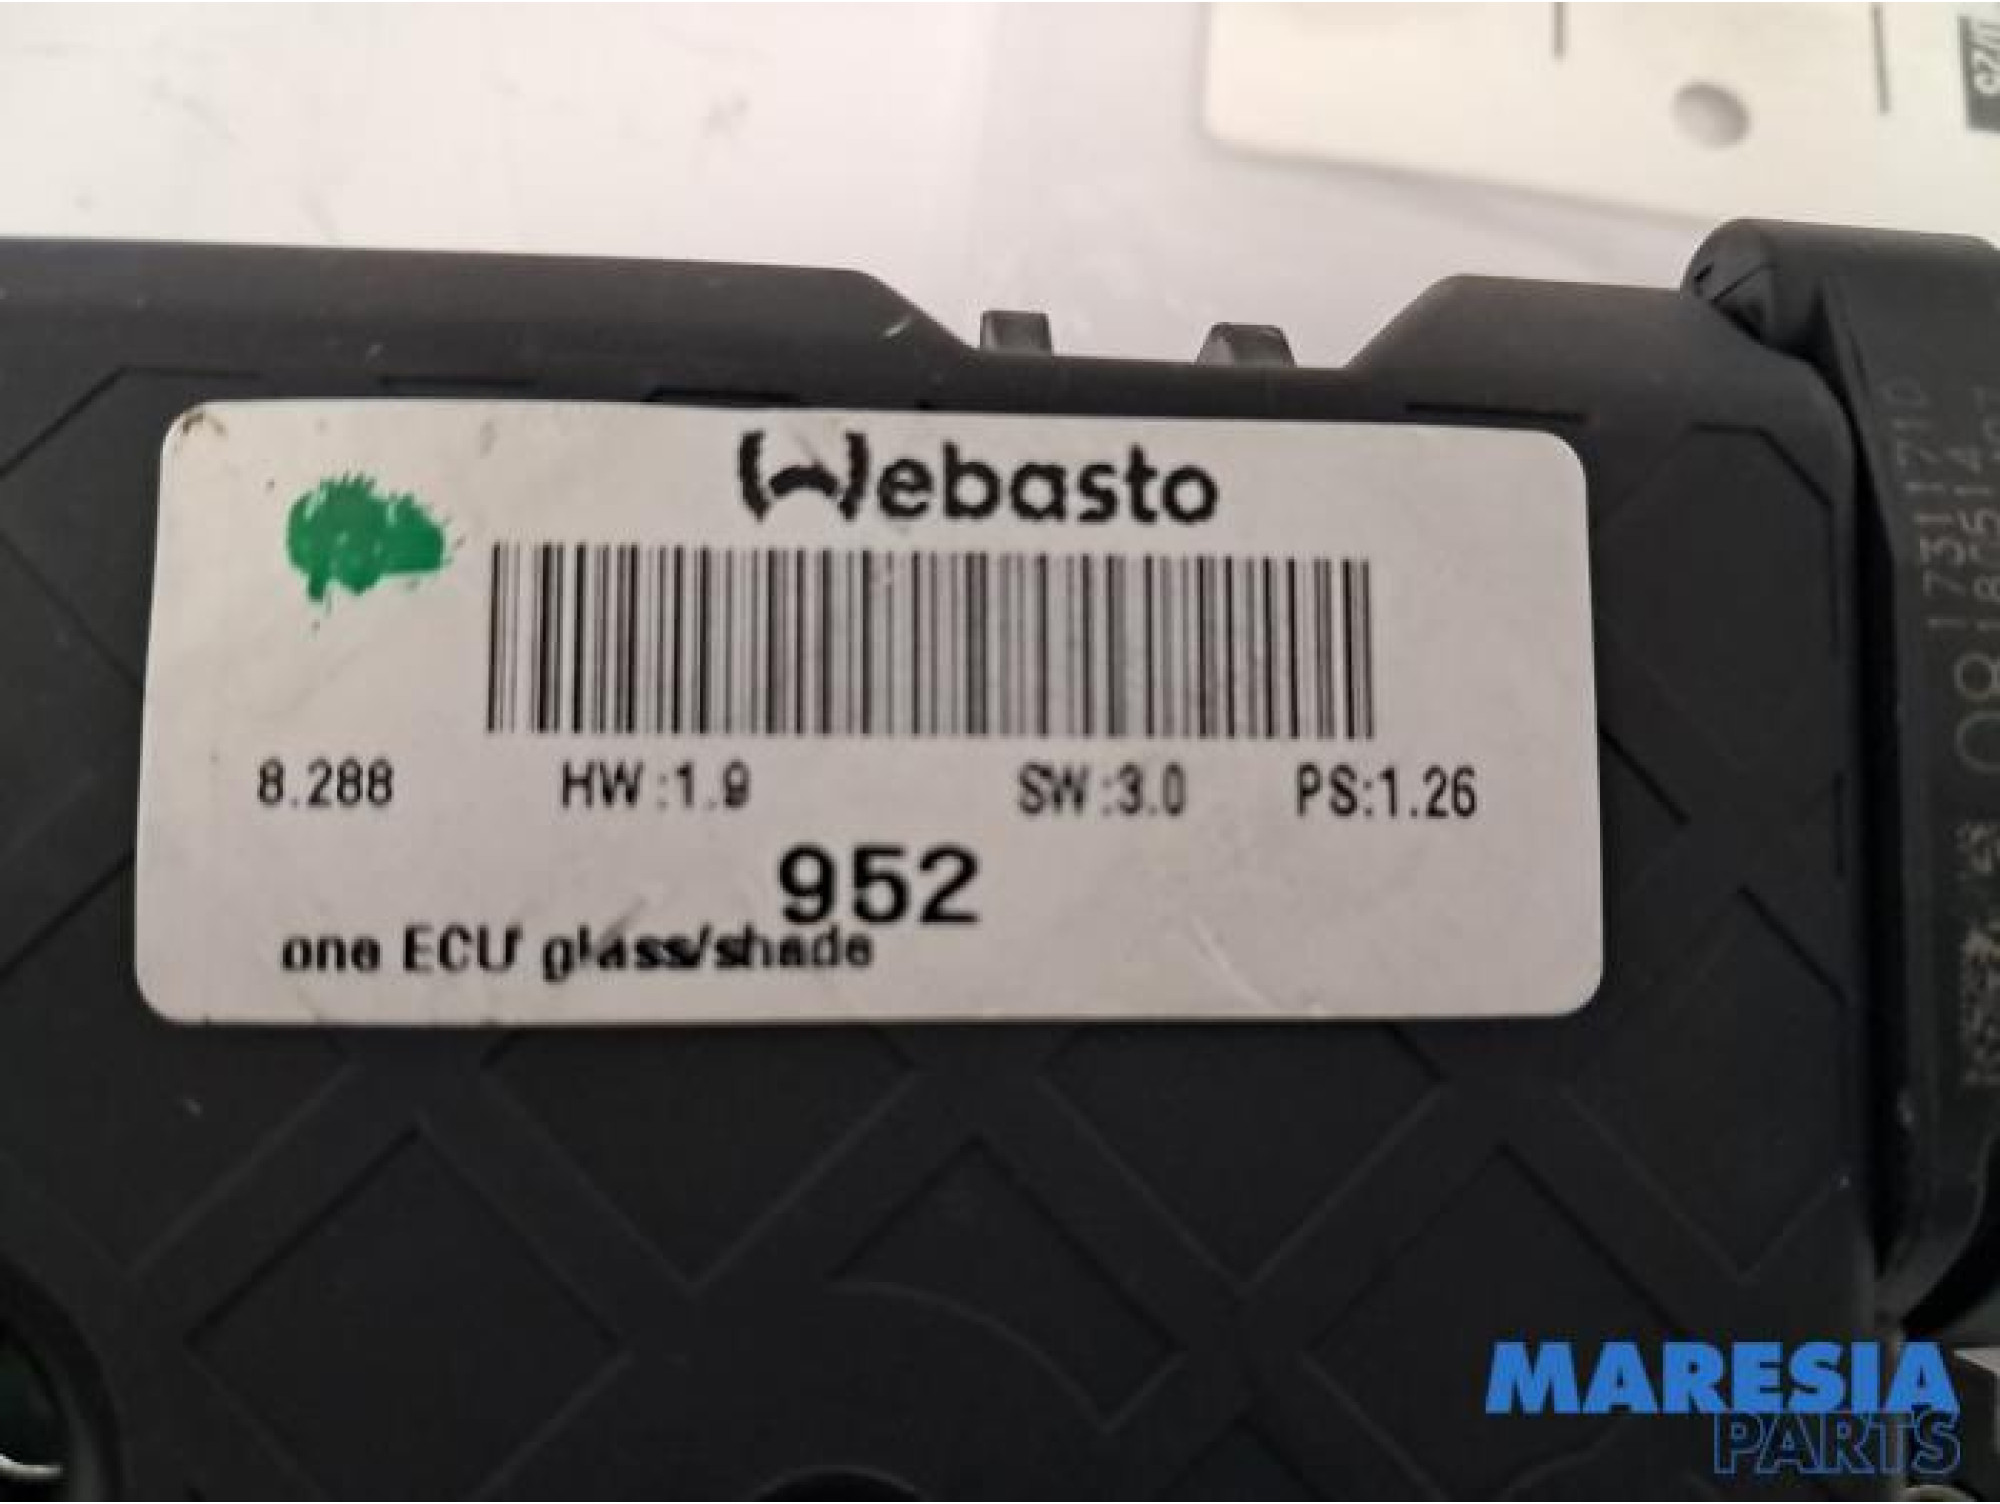 Webasto
8.288 HW:1.9 SW:3.0 PS:1.26
952
one ECU glass/shade
1731171D
MARESIA
PARTS